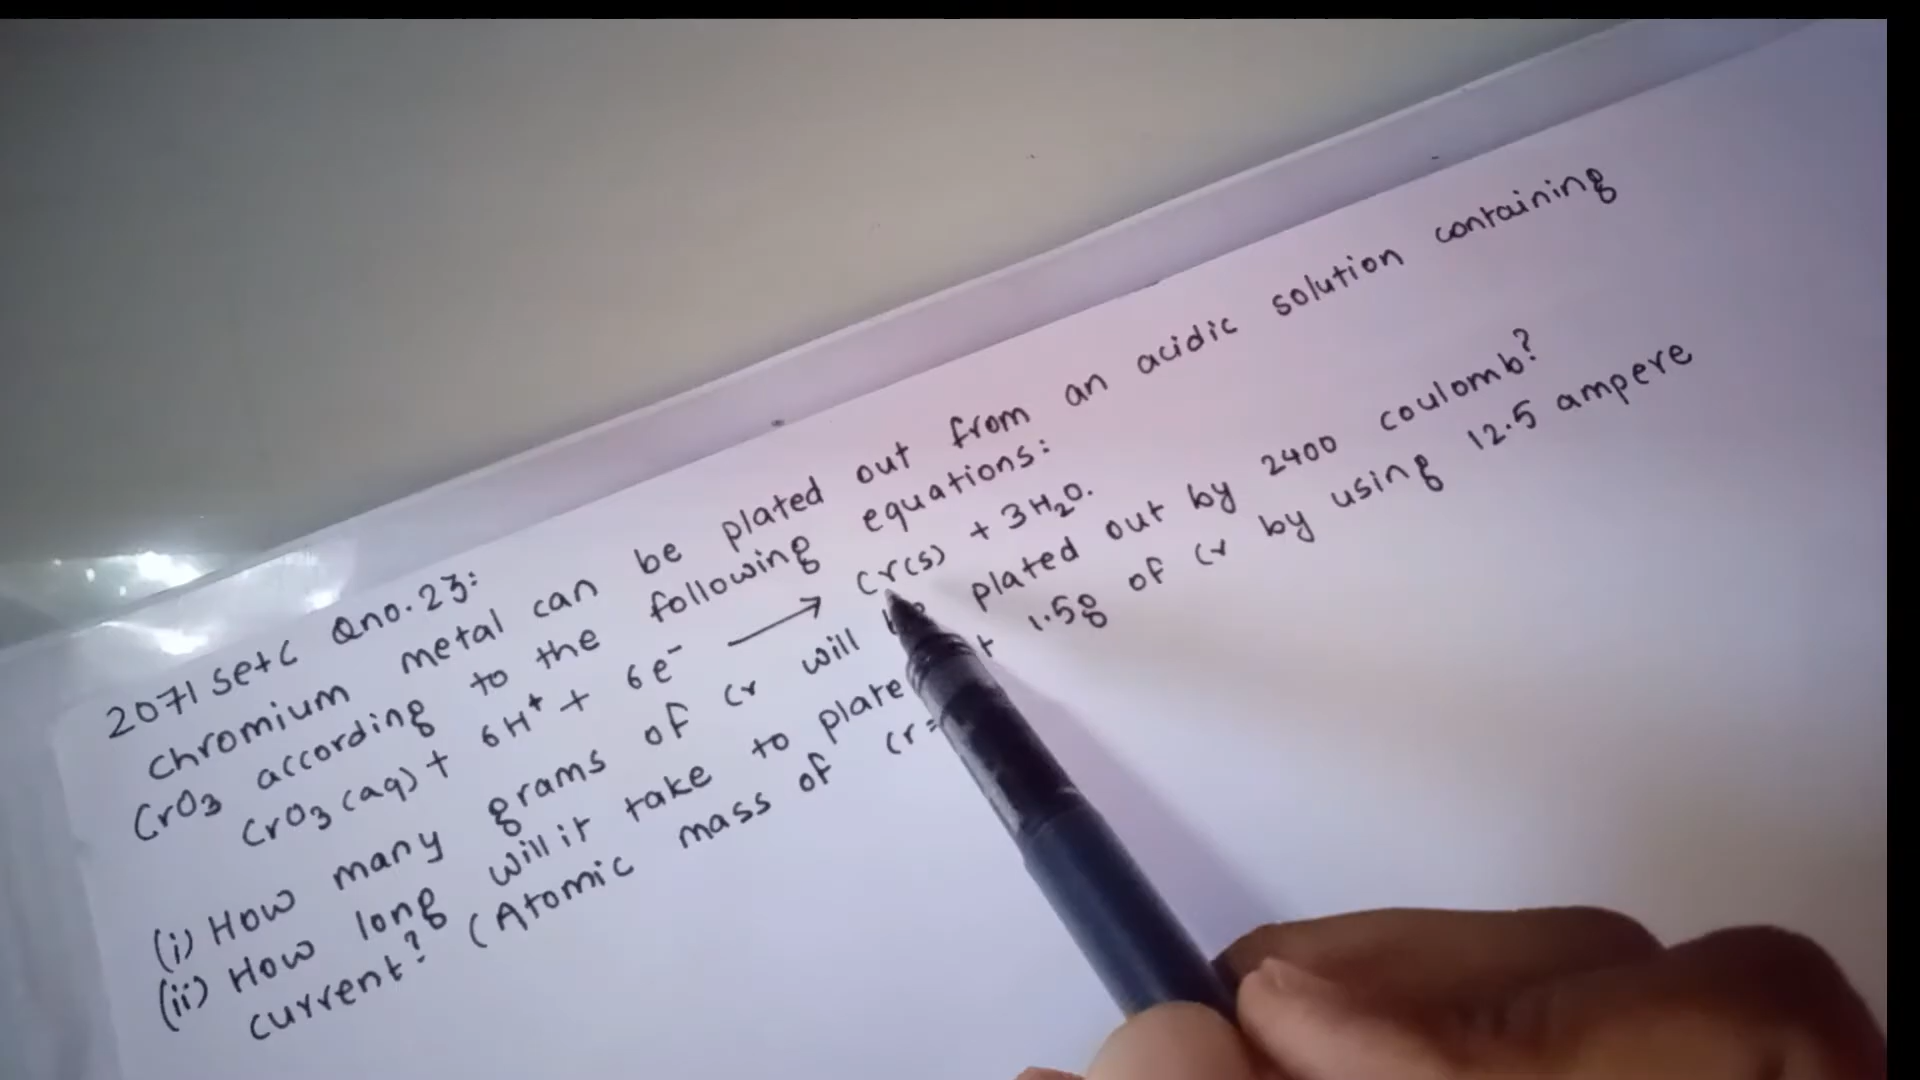 2071 Set C Qno.23:
Chromium metal can be plated out from an acidic solution containing
CrO₃ according to the following equations:
CrO₃(aq) + 6H⁺ + 6e⁻ → Cr(s) + 3H₂O.
(i) How many grams of Cr will plated out by 2400 coulomb?
(ii) How long will it take to plate 1.5g of Cr by using 12.5 ampere
current? (Atomic mass of Cr=